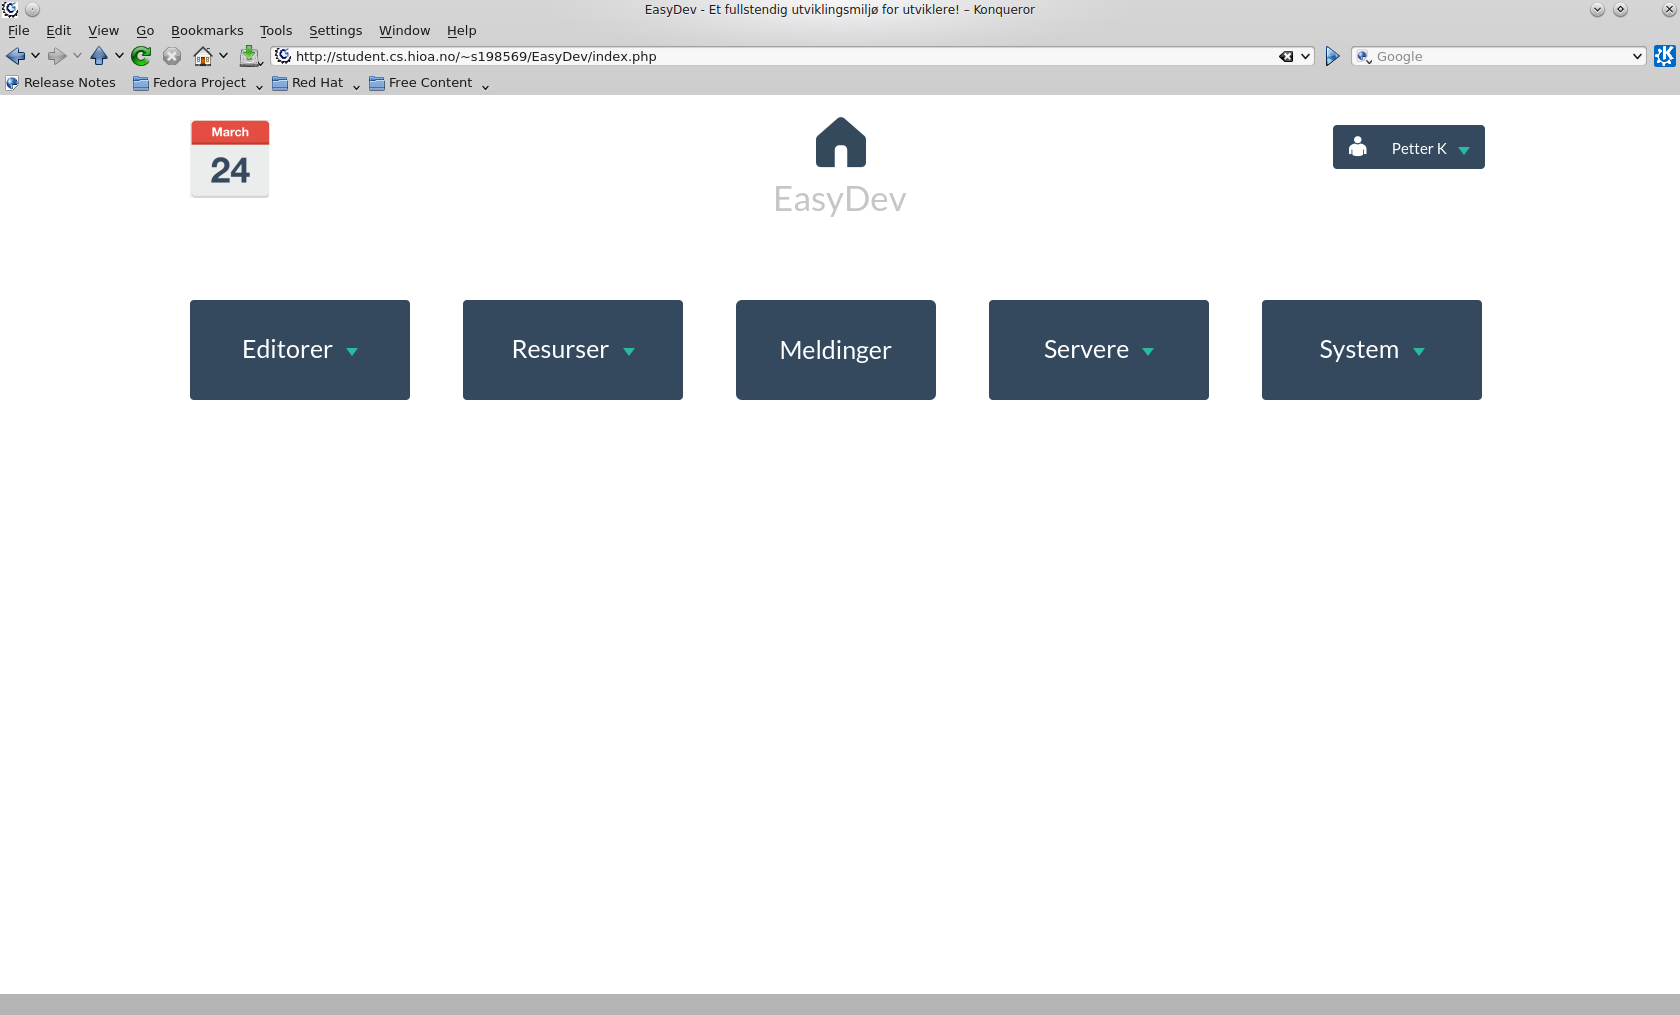 EasyDev - Et fullstendig utviklingsmiljø for utviklere! – Konqueror
File Edit View Go Bookmarks Tools Settings Window Help
http://student.cs.hioa.no/~s198569/EasyDev/index.php
Google
Release Notes Fedora Project Red Hat Free Content
March
24
EasyDev
Petter K
Editorer
Resurser
Meldinger
Servere
System